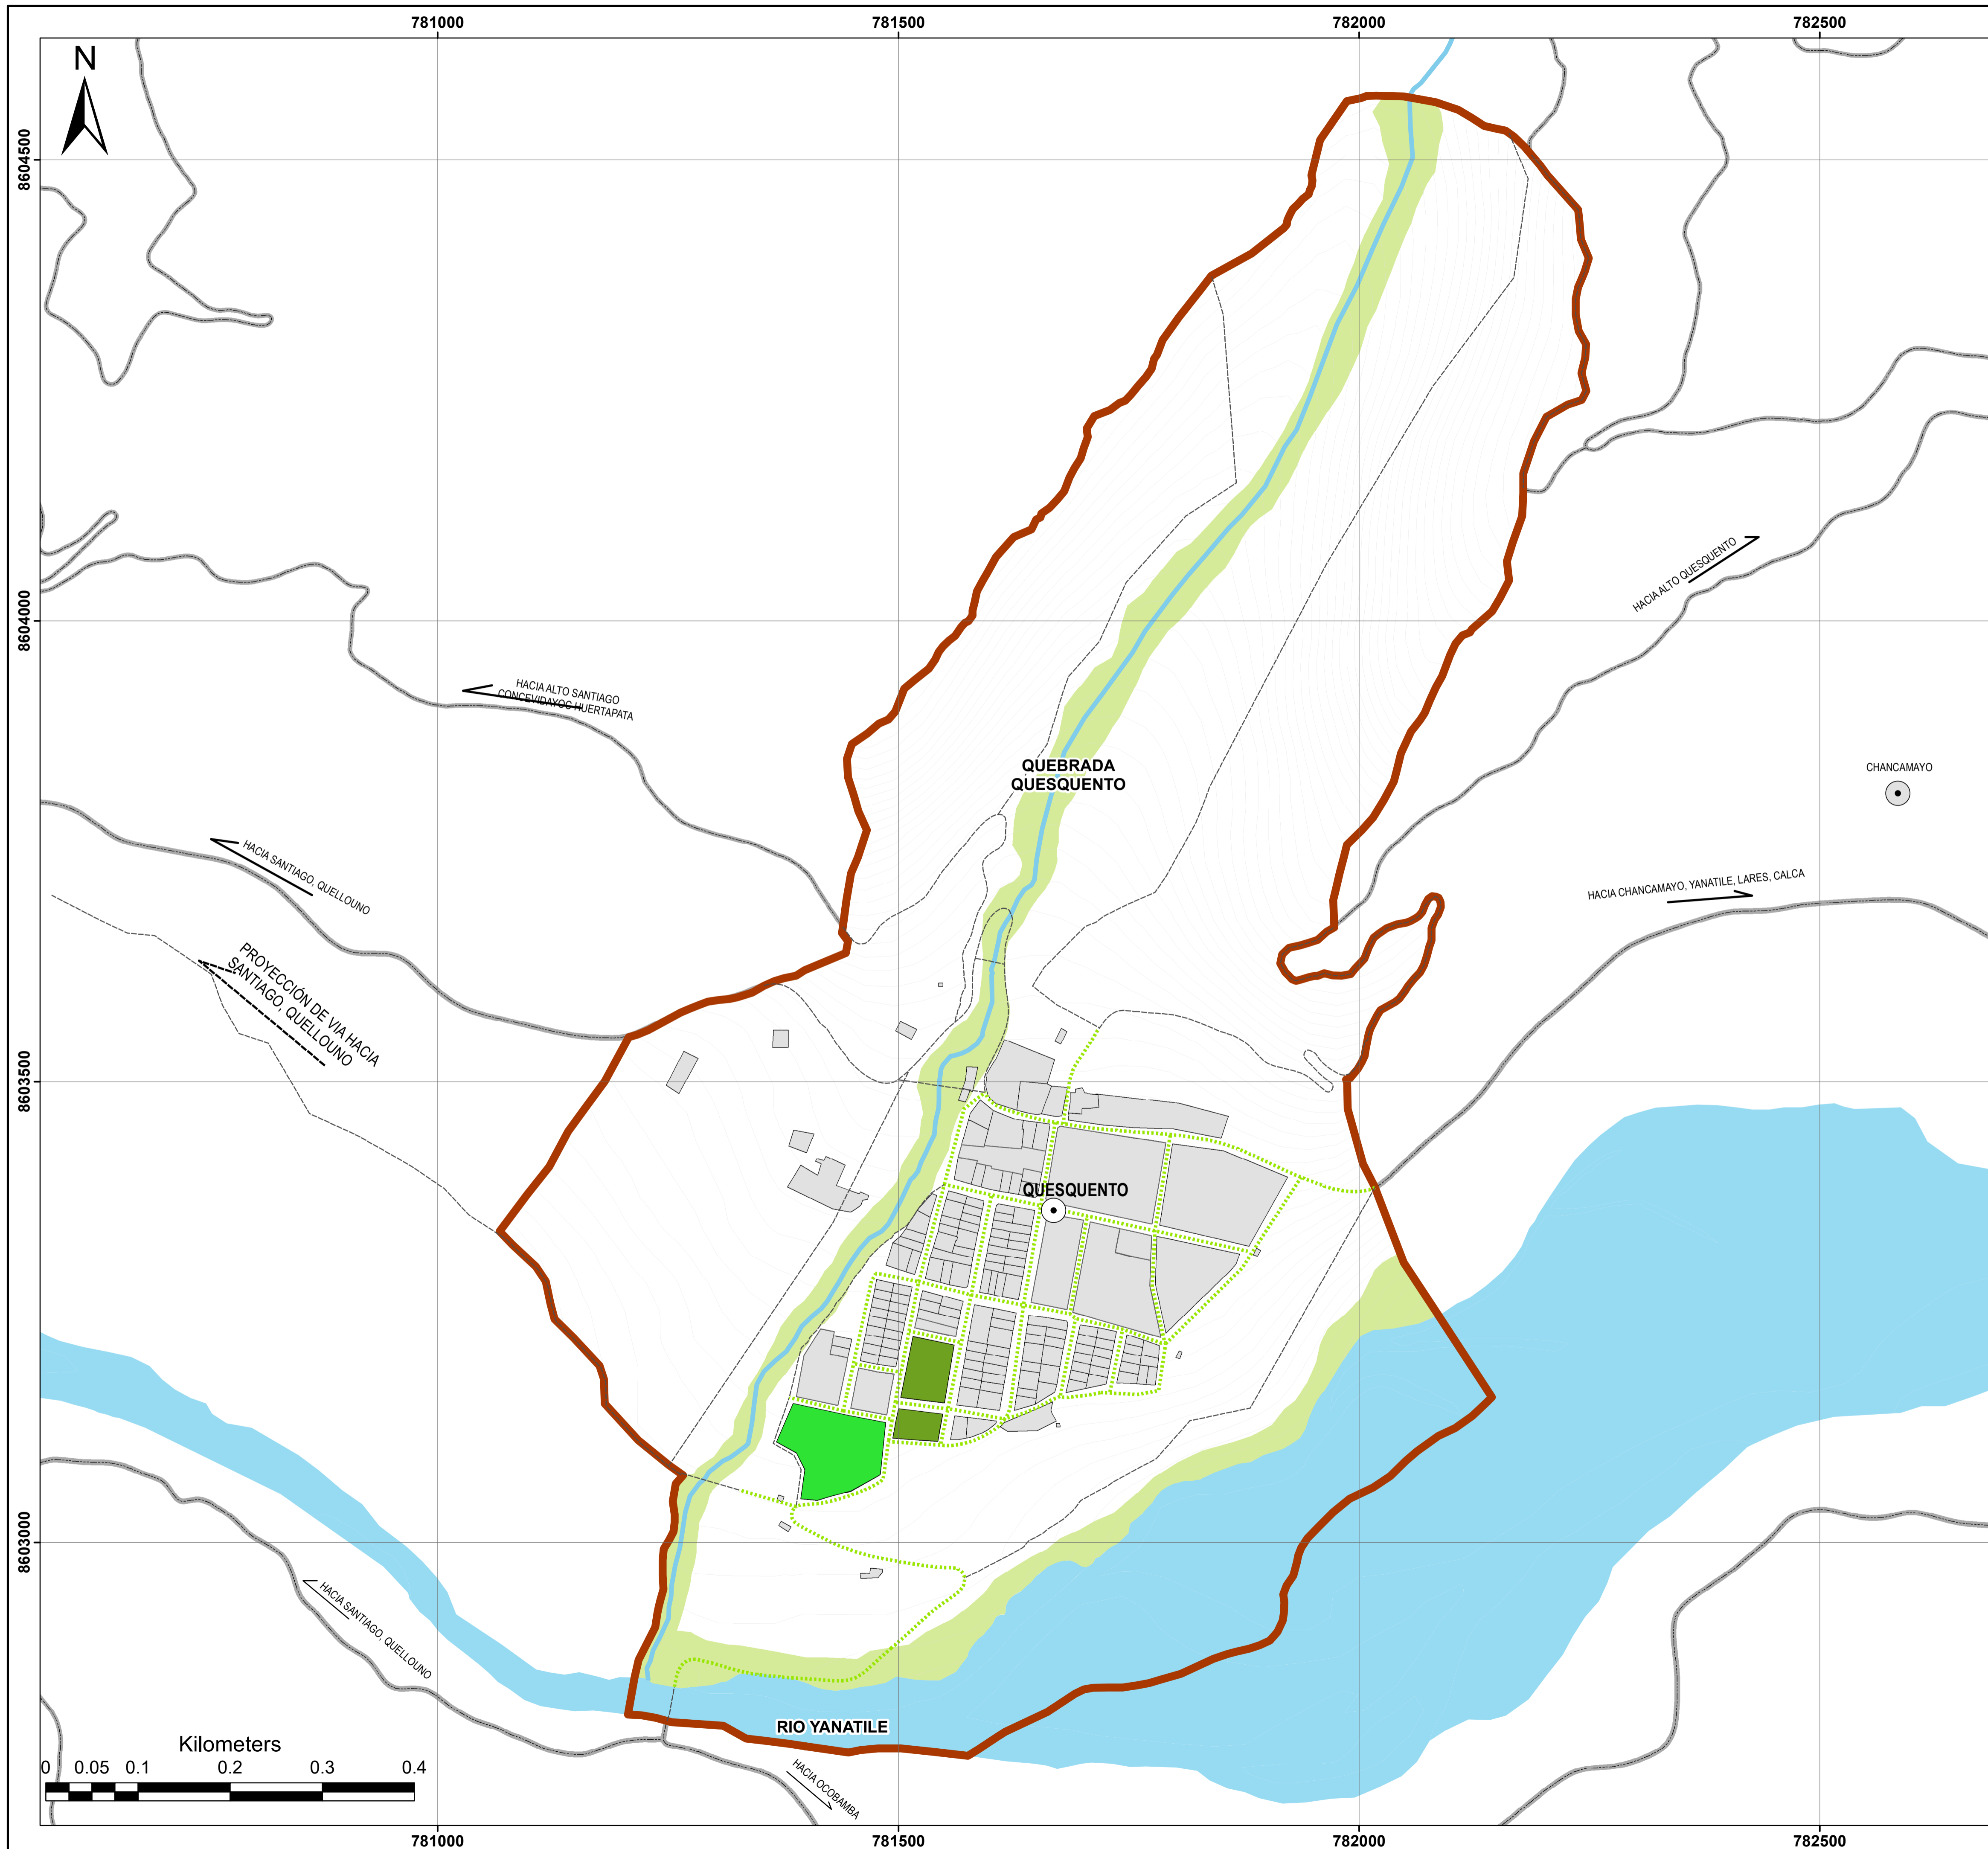 781000
781500
782000
782500
N
8604500
8604000
HACIA ALTO QUESQUENTO
HACIA ALTO SANTIAGO
CONCEVIDAYOC HUERTAPATA
QUEBRADA
QUESQUENTO
CHANCAMAYO
HACIA SANTIAGO, QUELLOUNO
HACIA CHANCAMAYO, YANATILE, LARES, CALCA
PROYECCIÓN DE VIA HACIA
SANTIAGO, QUELLOUNO
8603500
QUESQUENTO
8603000
HACIA SANTIAGO, QUELLOUNO
RIO YANATILE
Kilometers
0 0.05 0.1 0.2 0.3 0.4
HACIA OCOBAMBA
781000
781500
782000
782500